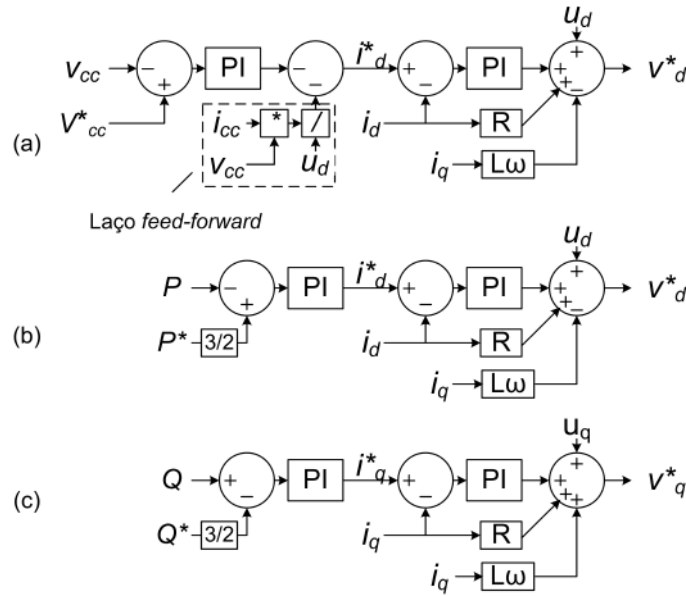 u_d
v_cc − + PI − − i*_d + − PI + + + − v*_d
V*_cc
i_cc * / i_d R
(a)
v_cc u_d i_q Lω
Laço feed-forward
u_d
P − + PI i*_d + − PI + + + − v*_d
(b)
P* 3/2 i_d R
i_q Lω
u_q
Q + − PI i*_q + − PI + + + + v*_q
(c)
Q* 3/2 i_q R
i_q Lω